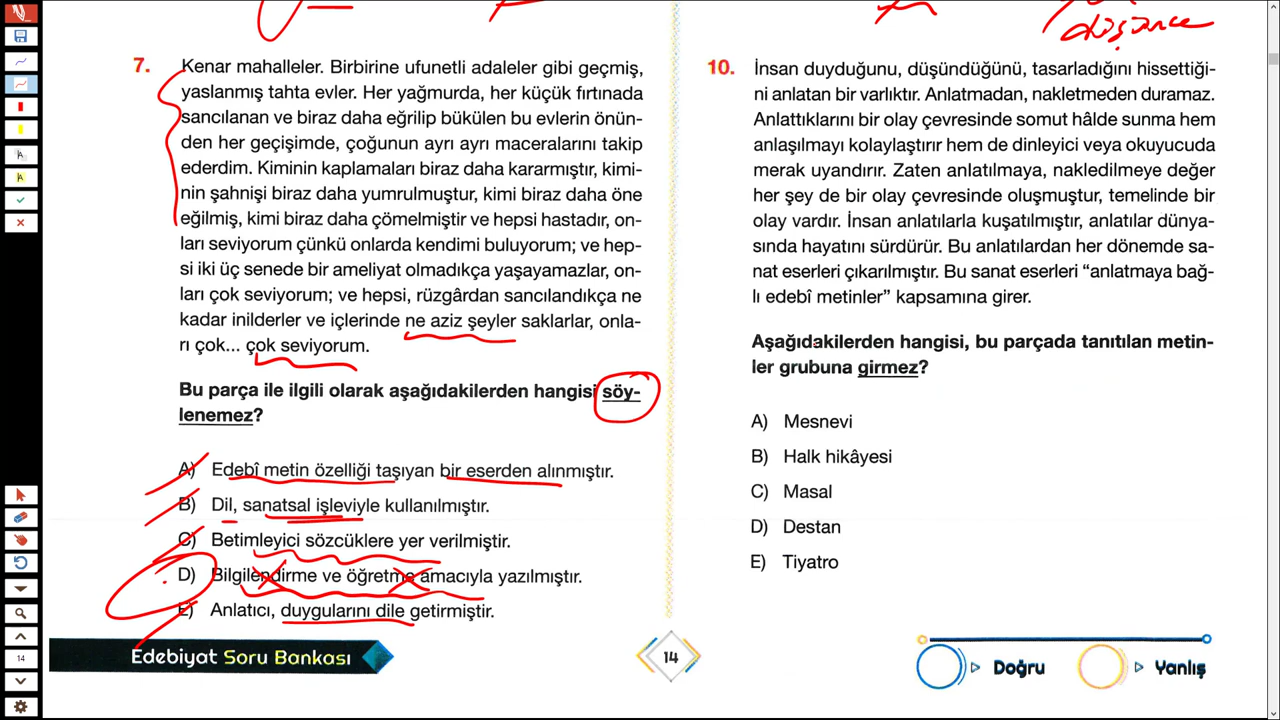 düşünce
7. Kenar mahalleler. Birbirine ufunetli adaleler gibi geçmiş,
yaslanmış tahta evler. Her yağmurda, her küçük fırtınada
sancılanan ve biraz daha eğrilip bükülen bu evlerin önün-
den her geçişimde, çoğunun ayrı ayrı maceralarını takip
ederdim. Kiminin kaplamaları biraz daha kararmıştır, kimi-
nin şahnişi biraz daha yumrulmuştur, kimi biraz daha öne
eğilmiş, kimi biraz daha çömelmiştir ve hepsi hastadır, on-
ları seviyorum çünkü onlarda kendimi buluyorum; ve hep-
si iki üç senede bir ameliyat olmadıkça yaşayamazlar, on-
ları çok seviyorum; ve hepsi, rüzgârdan sancılandıkça ne
kadar inilderler ve içlerinde ne aziz şeyler saklarlar, onla-
rı çok... çok seviyorum.
Bu parça ile ilgili olarak aşağıdakilerden hangisi söy-
lenemez?
A) Edebî metin özelliği taşıyan bir eserden alınmıştır.
B) Dil, sanatsal işleviyle kullanılmıştır.
C) Betimleyici sözcüklere yer verilmiştir.
D) Bilgilendirme ve öğretme amacıyla yazılmıştır.
E) Anlatıcı, duygularını dile getirmiştir.
10. İnsan duyduğunu, düşündüğünü, tasarladığını hissettiği-
ni anlatan bir varlıktır. Anlatmadan, nakletmeden duramaz.
Anlattıklarını bir olay çevresinde somut hâlde sunma hem
anlaşılmayı kolaylaştırır hem de dinleyici veya okuyucuda
merak uyandırır. Zaten anlatılmaya, nakledilmeye değer
her şey de bir olay çevresinde oluşmuştur, temelinde bir
olay vardır. İnsan anlatılarla kuşatılmıştır, anlatılar dünya-
sında hayatını sürdürür. Bu anlatılardan her dönemde sa-
nat eserleri çıkarılmıştır. Bu sanat eserleri “anlatmaya bağ-
lı edebî metinler” kapsamına girer.
Aşağıdakilerden hangisi, bu parçada tanıtılan metin-
ler grubuna girmez?
A) Mesnevi
B) Halk hikâyesi
C) Masal
D) Destan
E) Tiyatro
Edebiyat Soru Bankası
14
Doğru
Yanlış
14